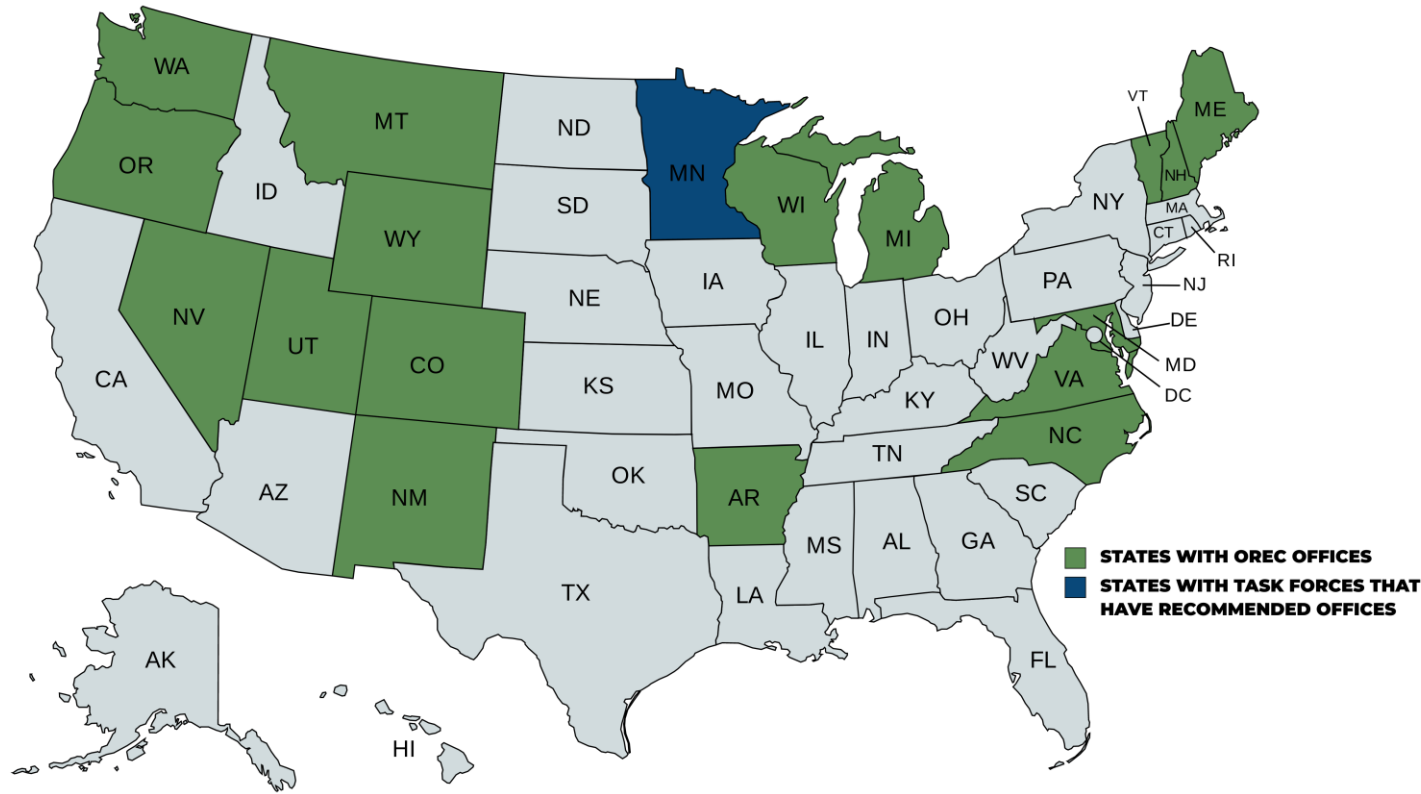 WA
MT
ND
MN
VT
ME
OR
ID
SD
WI
MI
NH
NY
MA
CT
RI
WY
IA
PA
NJ
NE
NV
UT
CO
IL
IN
OH
DE
WV
MD
VA
DC
CA
KS
MO
KY
NC
TN
AZ
NM
OK
AR
SC
MS
AL
GA
TX
LA
STATES WITH OREC OFFICES
STATES WITH TASK FORCES THAT
HAVE RECOMMENDED OFFICES
AK
FL
HI